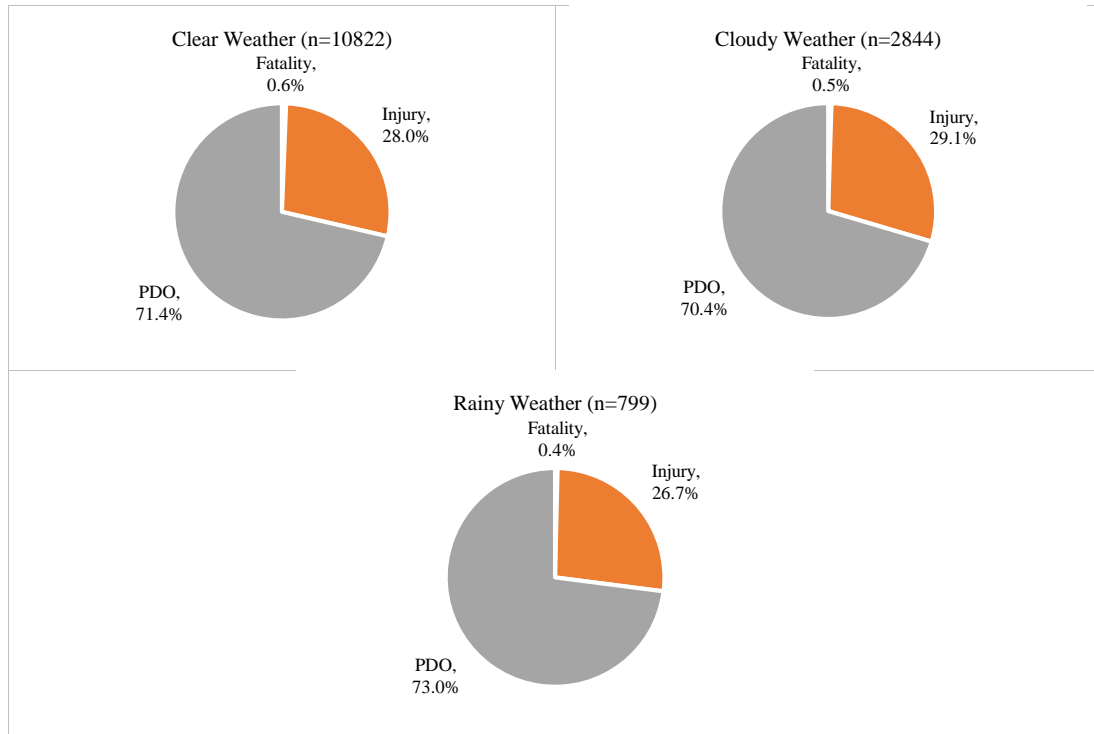 Clear Weather (n=10822)
Fatality,
0.6%
Injury,
28.0%
PDO,
71.4%
Cloudy Weather (n=2844)
Fatality,
0.5%
Injury,
29.1%
PDO,
70.4%
Rainy Weather (n=799)
Fatality,
0.4%
Injury,
26.7%
PDO,
73.0%